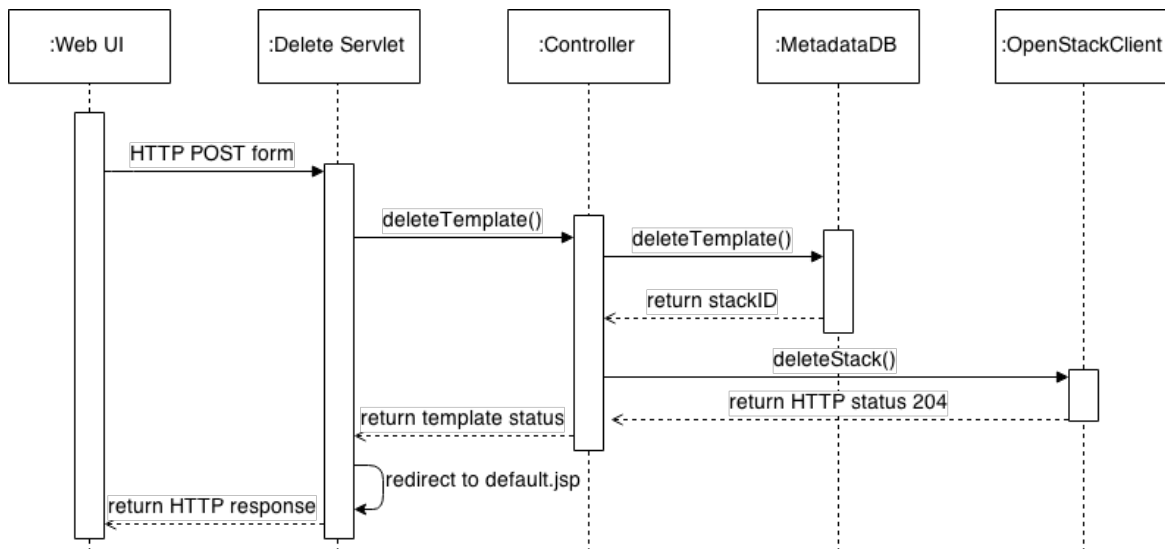 :Web UI
:Delete Servlet
:Controller
:MetadataDB
:OpenStackClient
HTTP POST form
deleteTemplate()
deleteTemplate()
return stackID
deleteStack()
return HTTP status 204
return template status
redirect to default.jsp
return HTTP response